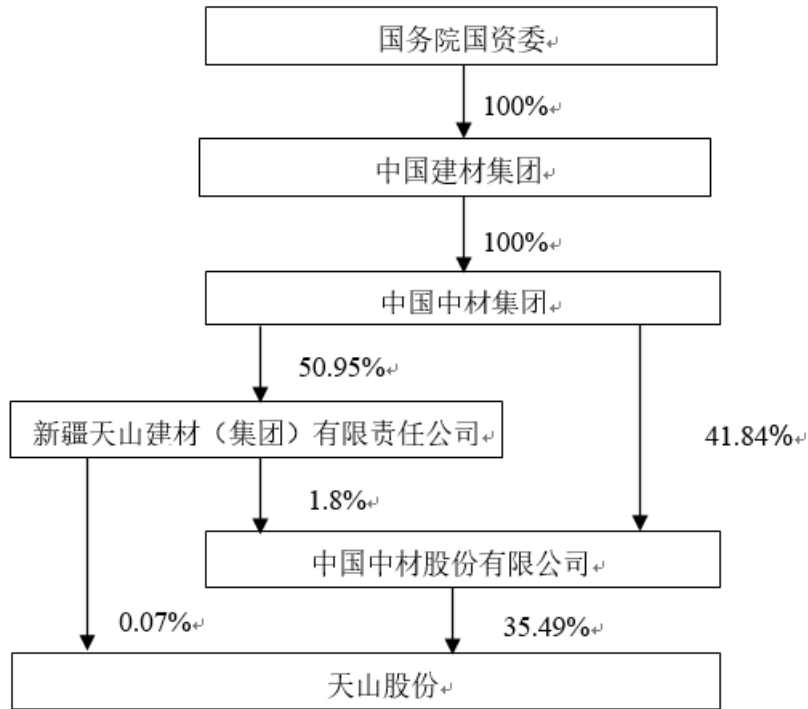 国务院国资委
100%
中国建材集团
100%
中国中材集团
50.95%
新疆天山建材（集团）有限责任公司
41.84%
1.8%
中国中材股份有限公司
0.07%
35.49%
天山股份